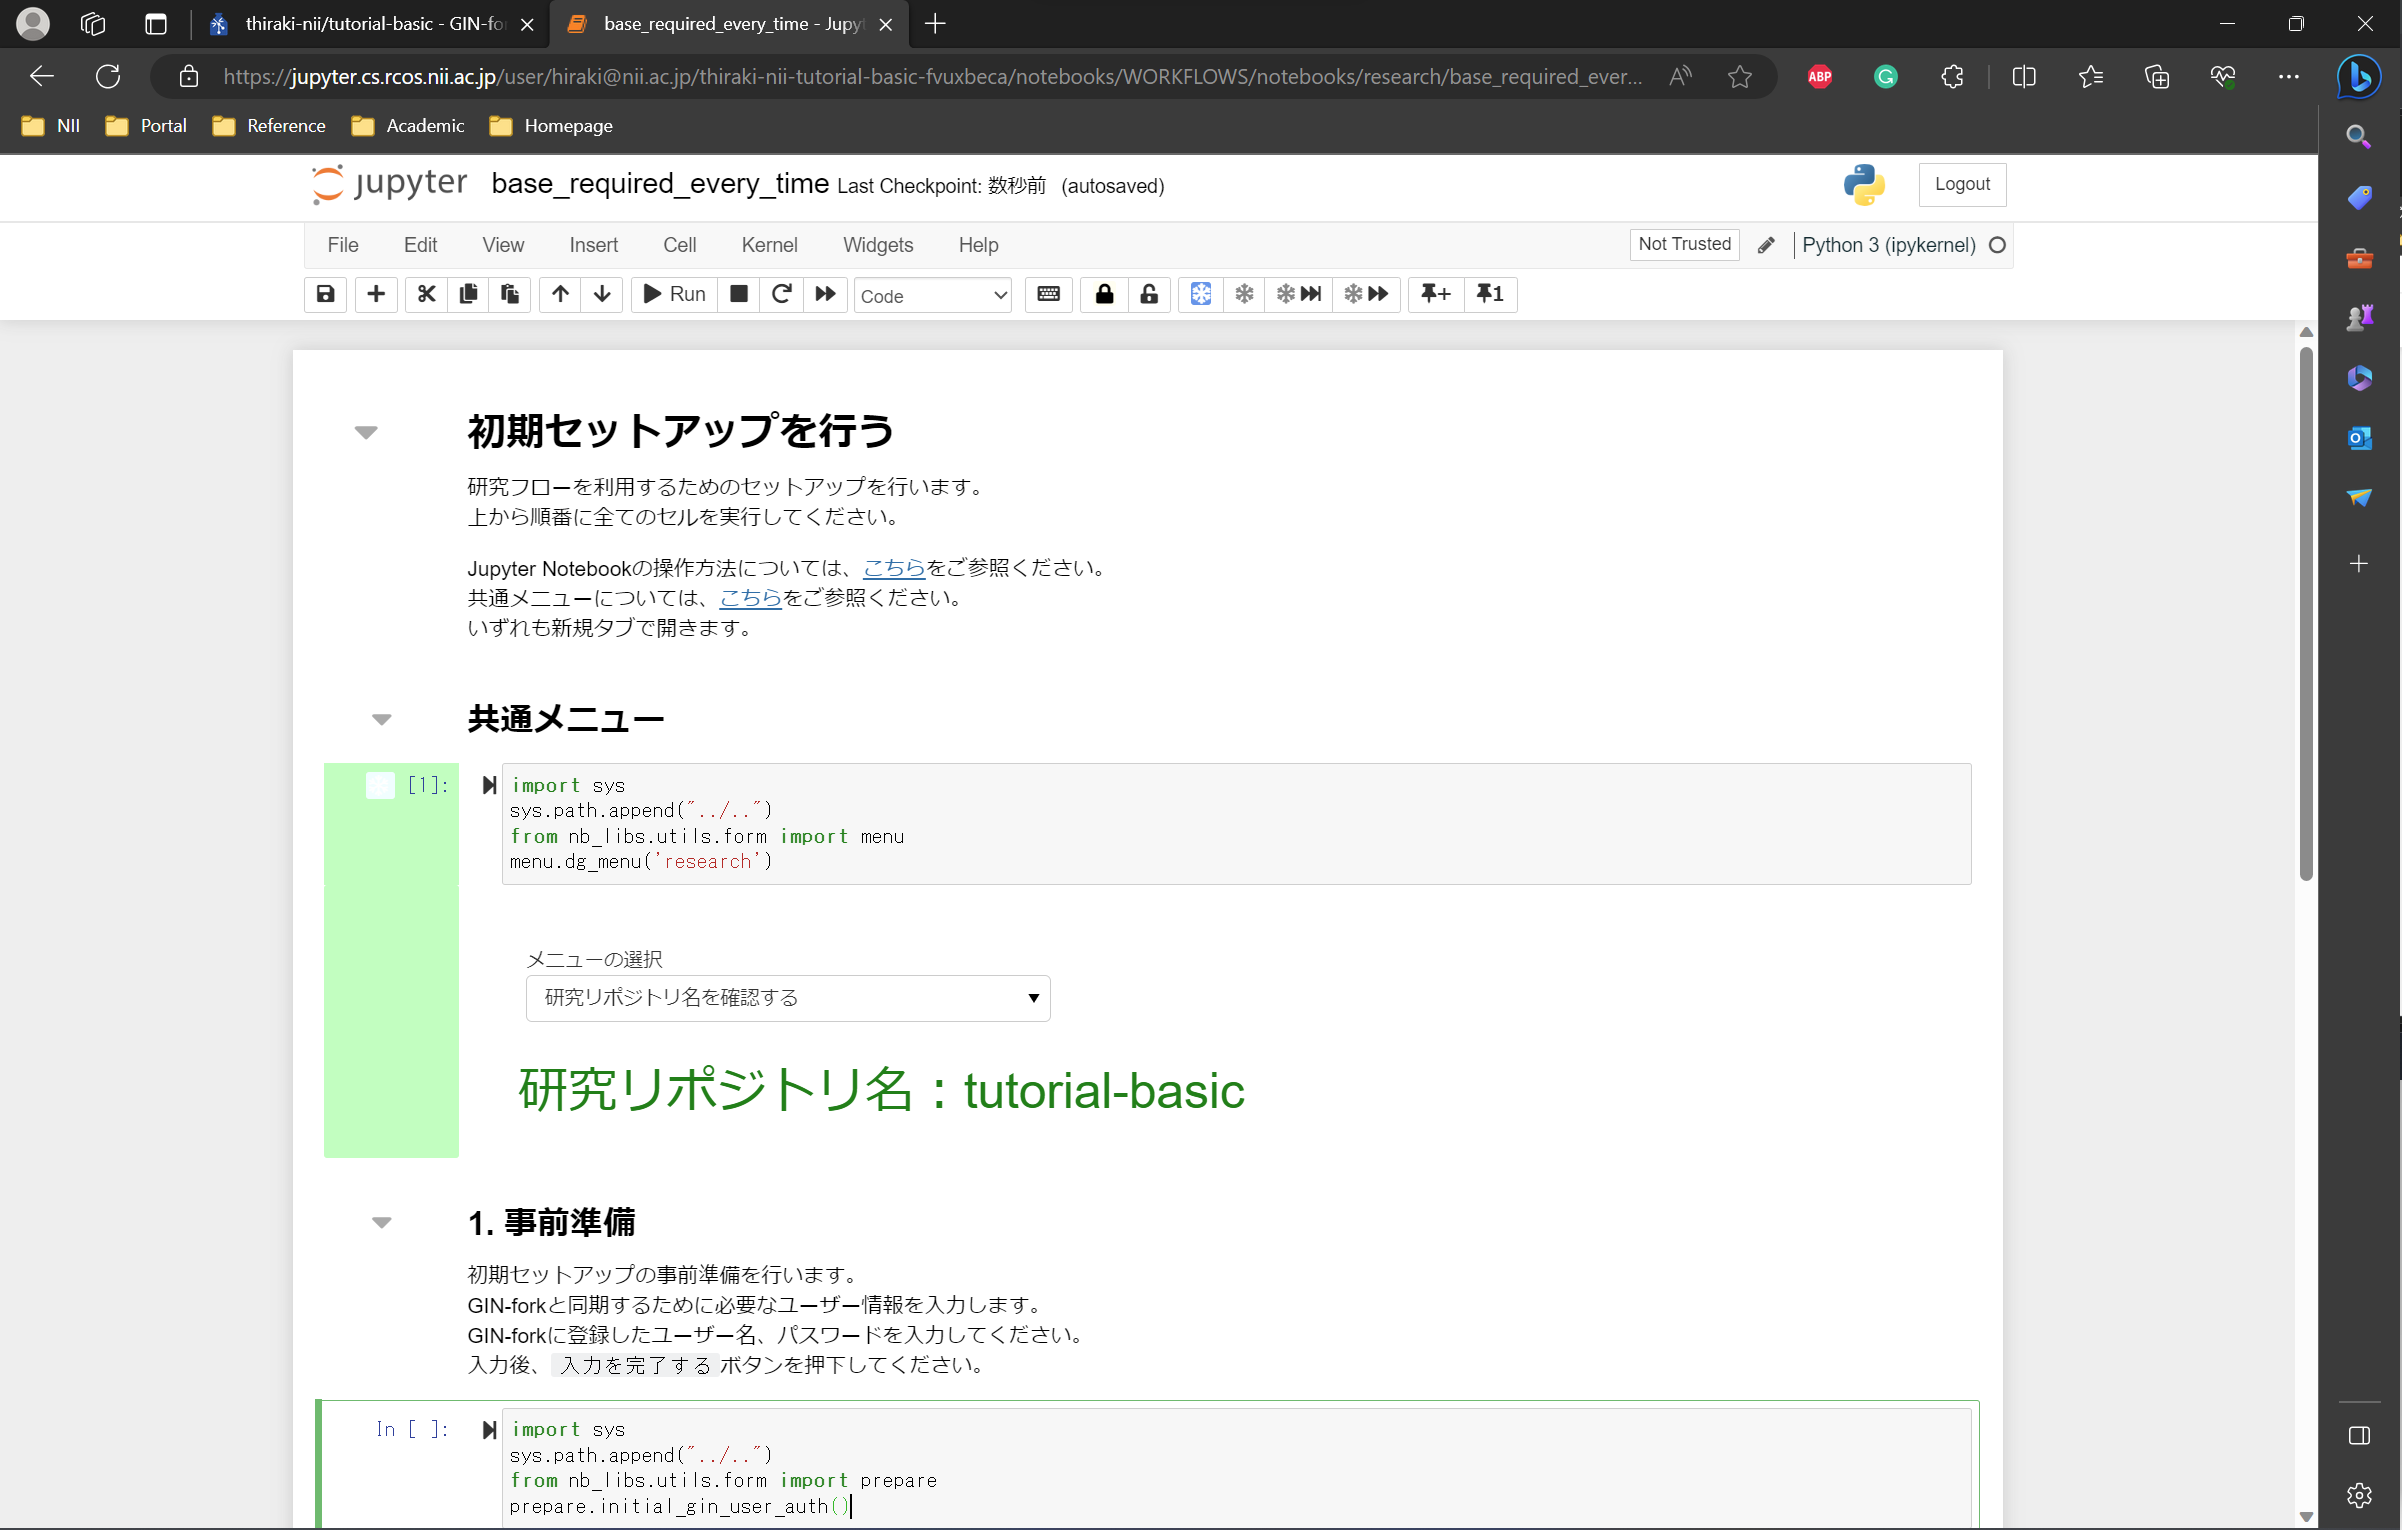 thiraki-nii/tutorial-basic - GIN-fo
base_required_every_time - Jupyt
https://jupyter.cs.rcos.nii.ac.jp/user/hiraki@nii.ac.jp/thiraki-nii-tutorial-basic-fvuxbeca/notebooks/WORKFLOWS/notebooks/research/base_required_ever...
ABP
NII Portal Reference Academic Homepage
jupyter base_required_every_time Last Checkpoint: 数秒前 (autosaved)
Logout
File Edit View Insert Cell Kernel Widgets Help
Not Trusted
Python 3 (ipykernel)
Run
Code
初期セットアップを行う
研究フローを利用するためのセットアップを行います。
上から順番に全てのセルを実行してください。
Jupyter Notebookの操作方法については、こちらをご参照ください。
共通メニューについては、こちらをご参照ください。
いずれも新規タブで開きます。
共通メニュー
[1]:
import sys
sys.path.append("../..")
from nb_libs.utils.form import menu
menu.dg_menu('research')
メニューの選択
研究リポジトリ名を確認する
研究リポジトリ名：tutorial-basic
1. 事前準備
初期セットアップの事前準備を行います。
GIN-forkと同期するために必要なユーザー情報を入力します。
GIN-forkに登録したユーザー名、パスワードを入力してください。
入力後、 入力を完了する ボタンを押下してください。
In [ ]:
import sys
sys.path.append("../..")
from nb_libs.utils.form import prepare
prepare.initial_gin_user_auth()